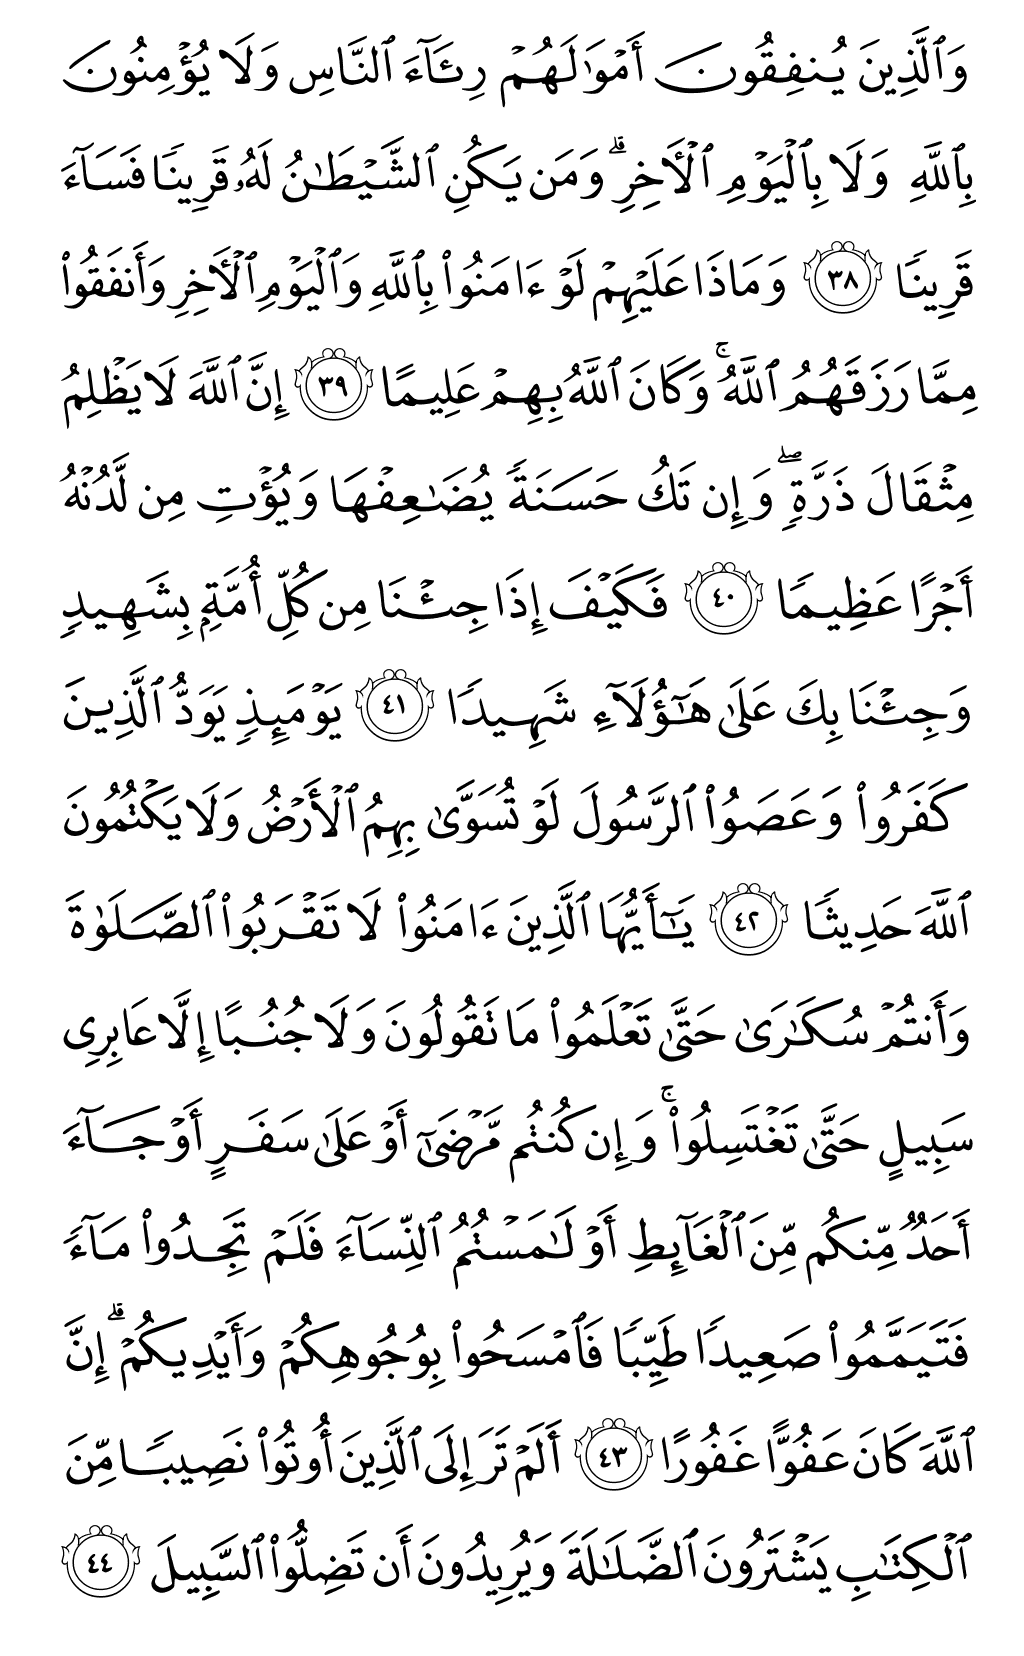 وَٱلَّذِينَ يُنفِقُونَ أَمۡوَٰلَهُمۡ رِئَآءَ ٱلنَّاسِ وَلَا يُؤۡمِنُونَ
بِٱللَّهِ وَلَا بِٱلۡيَوۡمِ ٱلۡأٓخِرِۗ وَمَن يَكُنِ ٱلشَّيۡطَٰنُ لَهُۥ قَرِينٗا فَسَآءَ
قَرِينٗا ٣٨ وَمَاذَا عَلَيۡهِمۡ لَوۡ ءَامَنُواْ بِٱللَّهِ وَٱلۡيَوۡمِ ٱلۡأٓخِرِ وَأَنفَقُواْ
مِمَّا رَزَقَهُمُ ٱللَّهُۚ وَكَانَ ٱللَّهُ بِهِمۡ عَلِيمًا ٣٩ إِنَّ ٱللَّهَ لَا يَظۡلِمُ
مِثۡقَالَ ذَرَّةٖۖ وَإِن تَكُ حَسَنَةٗ يُضَٰعِفۡهَا وَيُؤۡتِ مِن لَّدُنۡهُ
أَجۡرًا عَظِيمٗا ٤٠ فَكَيۡفَ إِذَا جِئۡنَا مِن كُلِّ أُمَّةِۭ بِشَهِيدٖ
وَجِئۡنَا بِكَ عَلَىٰ هَٰٓؤُلَآءِ شَهِيدٗا ٤١ يَوۡمَئِذٖ يَوَدُّ ٱلَّذِينَ
كَفَرُواْ وَعَصَوُاْ ٱلرَّسُولَ لَوۡ تُسَوَّىٰ بِهِمُ ٱلۡأَرۡضُ وَلَا يَكۡتُمُونَ
ٱللَّهَ حَدِيثٗا ٤٢ يَٰٓأَيُّهَا ٱلَّذِينَ ءَامَنُواْ لَا تَقۡرَبُواْ ٱلصَّلَوٰةَ
وَأَنتُمۡ سُكَٰرَىٰ حَتَّىٰ تَعۡلَمُواْ مَا تَقُولُونَ وَلَا جُنُبًا إِلَّا عَابِرِي
سَبِيلٍ حَتَّىٰ تَغۡتَسِلُواْۚ وَإِن كُنتُم مَّرۡضَىٰٓ أَوۡ عَلَىٰ سَفَرٍ أَوۡ جَآءَ
أَحَدٞ مِّنكُم مِّنَ ٱلۡغَآئِطِ أَوۡ لَٰمَسۡتُمُ ٱلنِّسَآءَ فَلَمۡ تَجِدُواْ مَآءٗ
فَتَيَمَّمُواْ صَعِيدٗا طَيِّبٗا فَٱمۡسَحُواْ بِوُجُوهِكُمۡ وَأَيۡدِيكُمۡۗ إِنَّ
ٱللَّهَ كَانَ عَفُوًّا غَفُورًا ٤٣ أَلَمۡ تَرَ إِلَى ٱلَّذِينَ أُوتُواْ نَصِيبٗا مِّنَ
ٱلۡكِتَٰبِ يَشۡتَرُونَ ٱلضَّلَٰلَةَ وَيُرِيدُونَ أَن تَضِلُّواْ ٱلسَّبِيلَ ٤٤